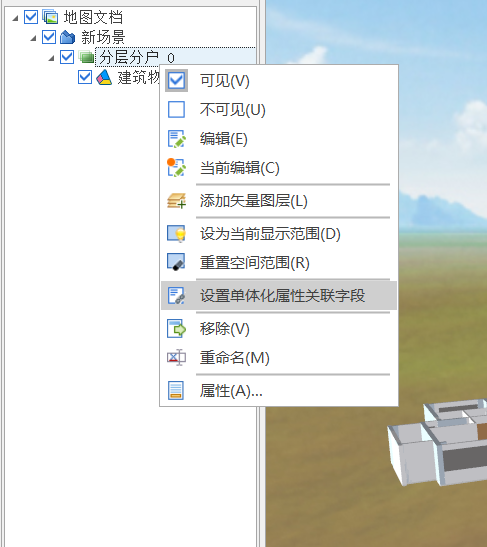 地图文档
新场景
分层分户_0
建筑物
可见(V)
不可见(U)
编辑(E)
当前编辑(C)
添加矢量图层(L)
设为当前显示范围(D)
重置空间范围(R)
设置单体化属性关联字段
移除(V)
重命名(M)
属性(A)...